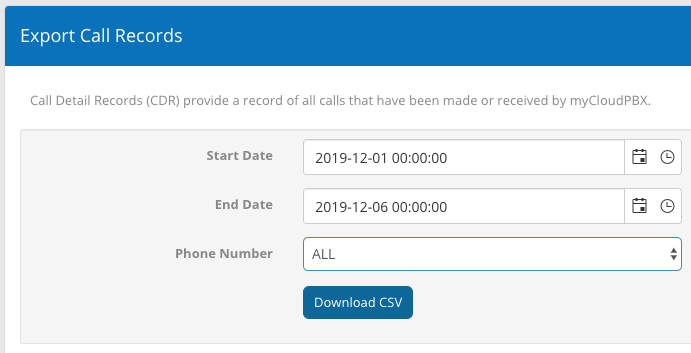 Export Call Records
Call Detail Records (CDR) provide a record of all calls that have been made or received by myCloudPBX.
Start Date 2019-12-01 00:00:00
End Date 2019-12-06 00:00:00
Phone Number ALL
Download CSV